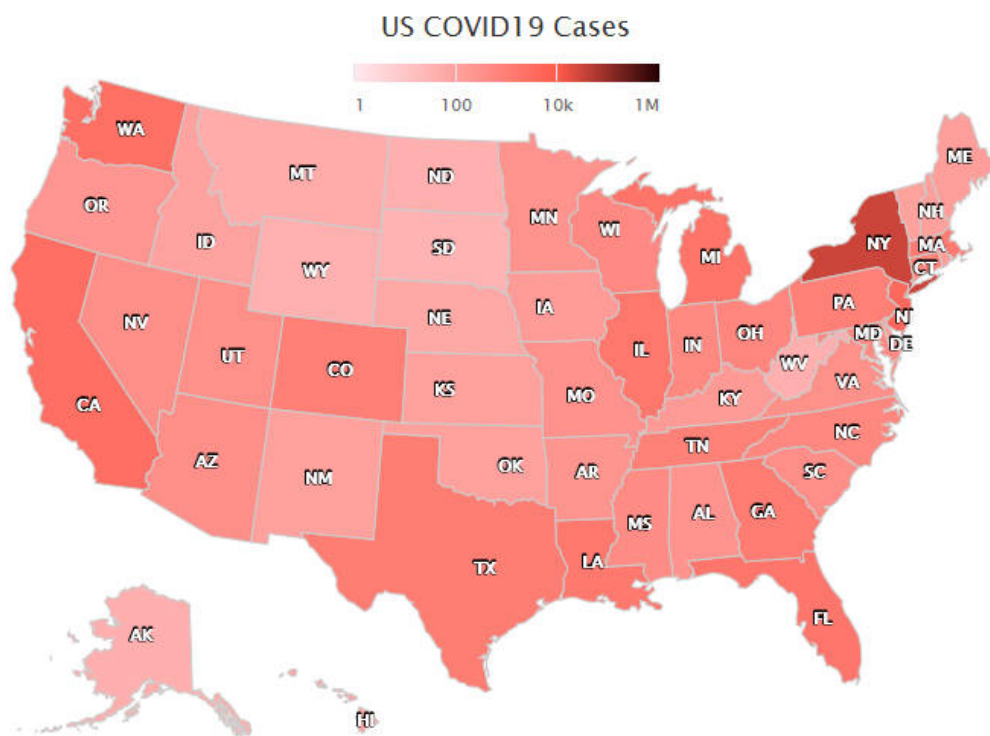 US COVID19 Cases
1 100 10k 1M
WA
MT
ND
ME
OR
MN
ID
SD
WI
NH
WY
MI
NY
MA
CT
NE
IA
PA
NV
NJ
UT
CO
IL
IN
OH
MD
DE
WV
CA
KS
MO
KY
VA
AZ
NM
OK
AR
TN
NC
SC
MS
AL
GA
TX
LA
FL
AK
HI